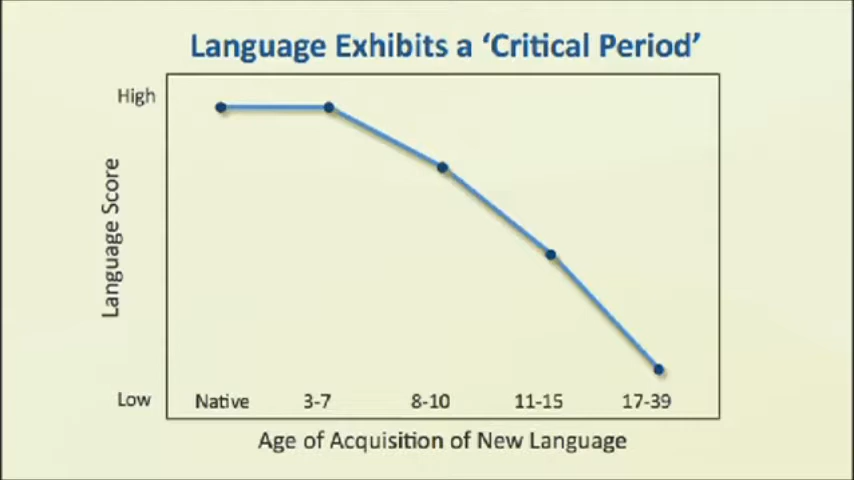 Language Exhibits a ‘Critical Period’
High
Language Score
Low
Native 3-7 8-10 11-15 17-39
Age of Acquisition of New Language